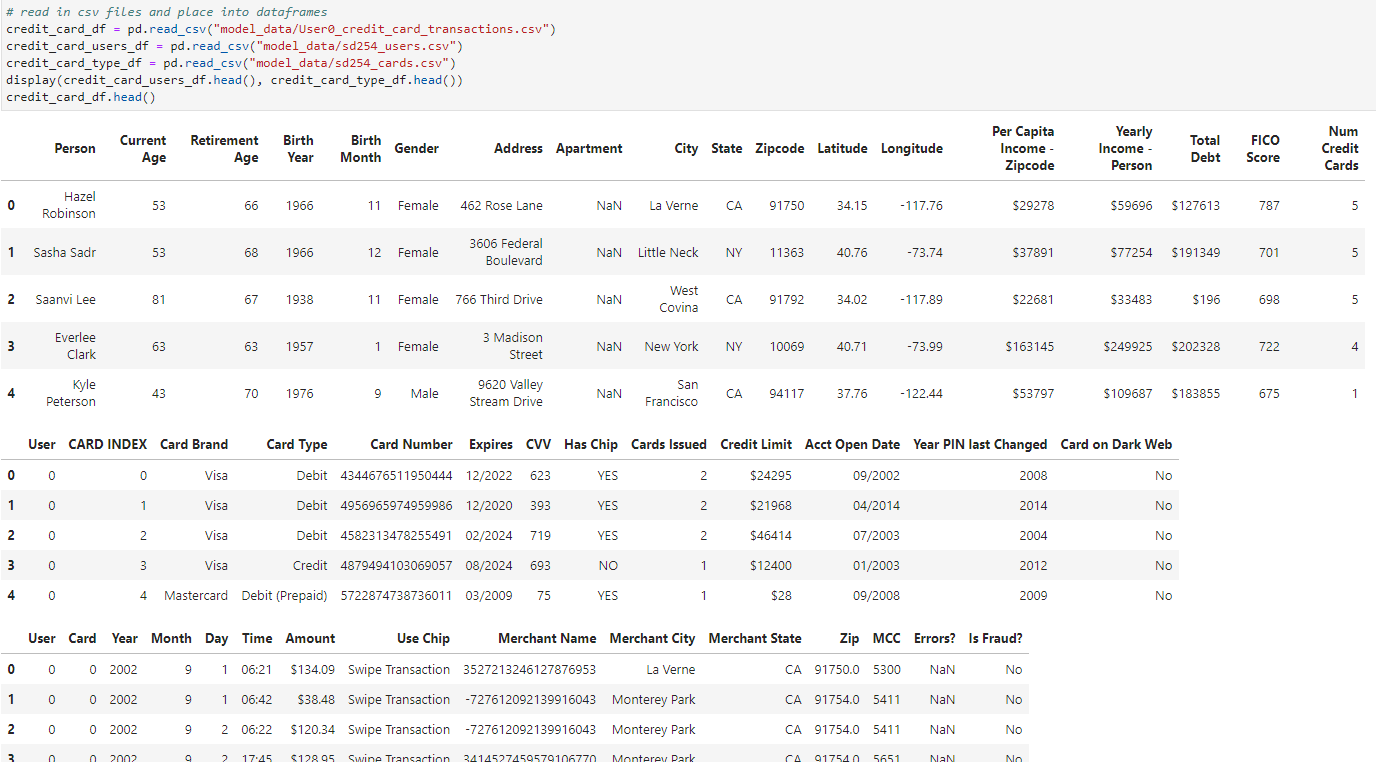 # read in csv files and place into dataframes
credit_card_df = pd.read_csv("model_data/User0_credit_card_transactions.csv")
credit_card_users_df = pd.read_csv("model_data/sd254_users.csv")
credit_card_type_df = pd.read_csv("model_data/sd254_cards.csv")
display(credit_card_users_df.head(), credit_card_type_df.head())
credit_card_df.head()
Person Current Age Retirement Age Birth Year Birth Month Gender Address Apartment City State Zipcode Latitude Longitude Per Capita Income - Zipcode Yearly Income - Person Total Debt FICO Score Num Credit Cards
0 Hazel Robinson 53 66 1966 11 Female 462 Rose Lane NaN La Verne CA 91750 34.15 -117.76 $29278 $59696 $127613 787 5
1 Sasha Sadr 53 68 1966 12 Female 3606 Federal Boulevard NaN Little Neck NY 11363 40.76 -73.74 $37891 $77254 $191349 701 5
2 Saanvi Lee 81 67 1938 11 Female 766 Third Drive NaN West Covina CA 91792 34.02 -117.89 $22681 $33483 $196 698 5
3 Everlee Clark 63 63 1957 1 Female 3 Madison Street NaN New York NY 10069 40.71 -73.99 $163145 $249925 $202328 722 4
4 Kyle Peterson 43 70 1976 9 Male 9620 Valley Stream Drive NaN San Francisco CA 94117 37.76 -122.44 $53797 $109687 $183855 675 1
User CARD INDEX Card Brand Card Type Card Number Expires CVV Has Chip Cards Issued Credit Limit Acct Open Date Year PIN last Changed Card on Dark Web
0 0 0 Visa Debit 4344676511950444 12/2022 623 YES 2 $24295 09/2002 2008 No
1 0 1 Visa Debit 4956965974959986 12/2020 393 YES 2 $21968 04/2014 2014 No
2 0 2 Visa Debit 4582313478255491 02/2024 719 YES 2 $46414 07/2003 2004 No
3 0 3 Visa Credit 4879494103069057 08/2024 693 NO 1 $12400 01/2003 2012 No
4 0 4 Mastercard Debit (Prepaid) 5722874738736011 03/2009 75 YES 1 $28 09/2008 2009 No
User Card Year Month Day Time Amount Use Chip Merchant Name Merchant City Merchant State Zip MCC Errors? Is Fraud?
0 0 0 2002 9 1 06:21 $134.09 Swipe Transaction 3527213246127876953 La Verne CA 91750.0 5300 NaN No
1 0 0 2002 9 1 06:42 $38.48 Swipe Transaction -727612092139916043 Monterey Park CA 91754.0 5411 NaN No
2 0 0 2002 9 2 06:22 $120.34 Swipe Transaction -727612092139916043 Monterey Park CA 91754.0 5411 NaN No
3 0 0 2002 9 2 17:45 $128.95 Swipe Transaction 3414527459579106770 Monterey Park CA 91754.0 5651 NaN No